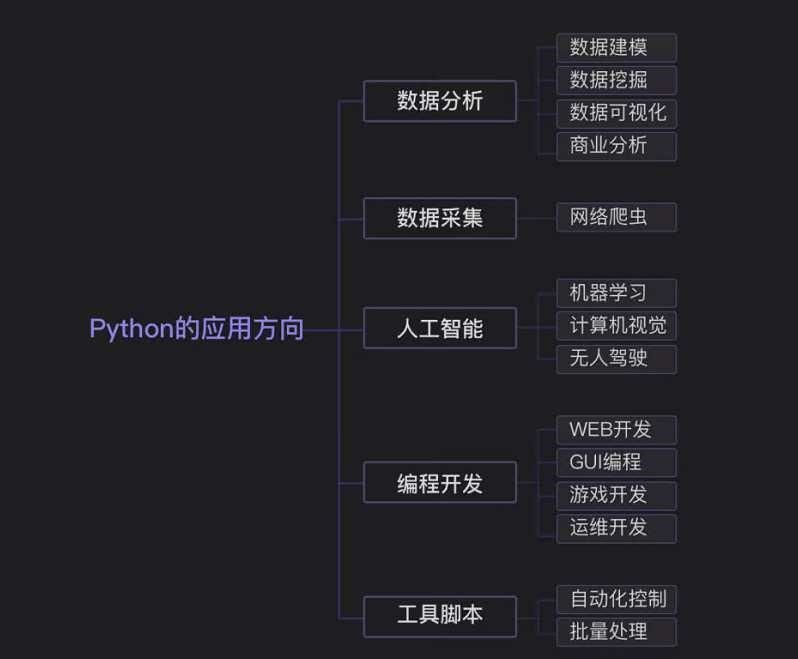 Python的应用方向
数据分析
数据建模
数据挖掘
数据可视化
商业分析
数据采集
网络爬虫
人工智能
机器学习
计算机视觉
无人驾驶
编程开发
WEB开发
GUI编程
游戏开发
运维开发
工具脚本
自动化控制
批量处理